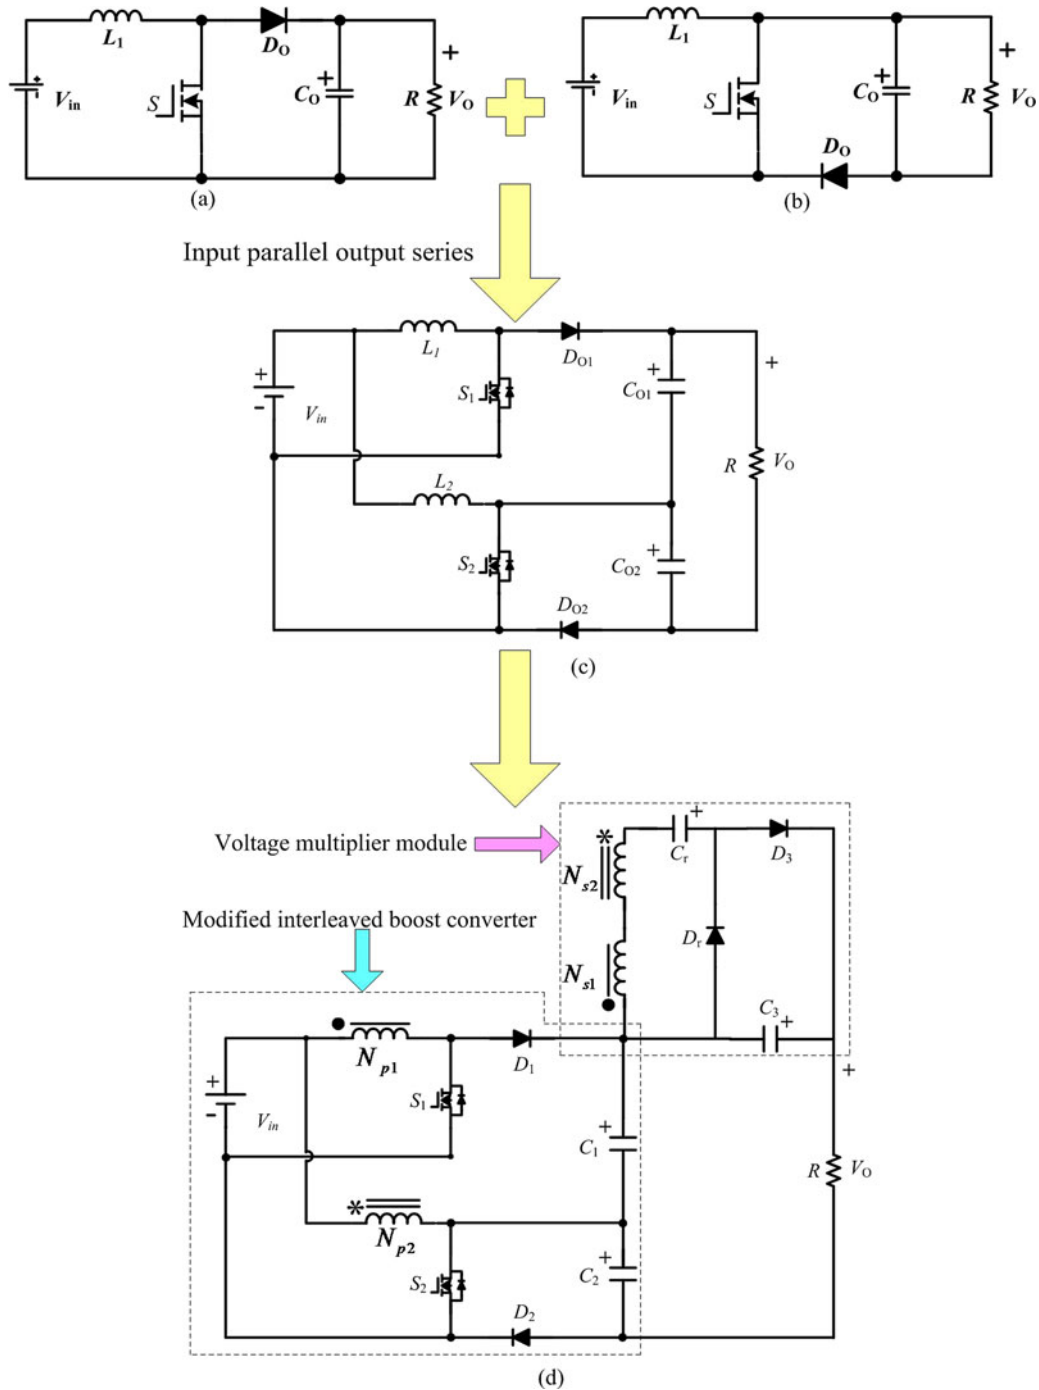 L1
DO
+
Vin
S
CO
+
R
VO
+
-
(a)
L1
Vin
S
CO
+
R
VO
+
DO
+
-
(b)
Input parallel output series
L1
DO1
+
-
Vin
S1
CO1
+
L2
R
VO
+
S2
CO2
+
DO2
(c)
Voltage multiplier module
*
Ns2
Cr
+
D3
Modified interleaved boost converter
Dr
Ns1
C3
+
Np1
D1
+
-
Vin
S1
C1
+
R
VO
+
*
Np2
S2
C2
+
D2
(d)